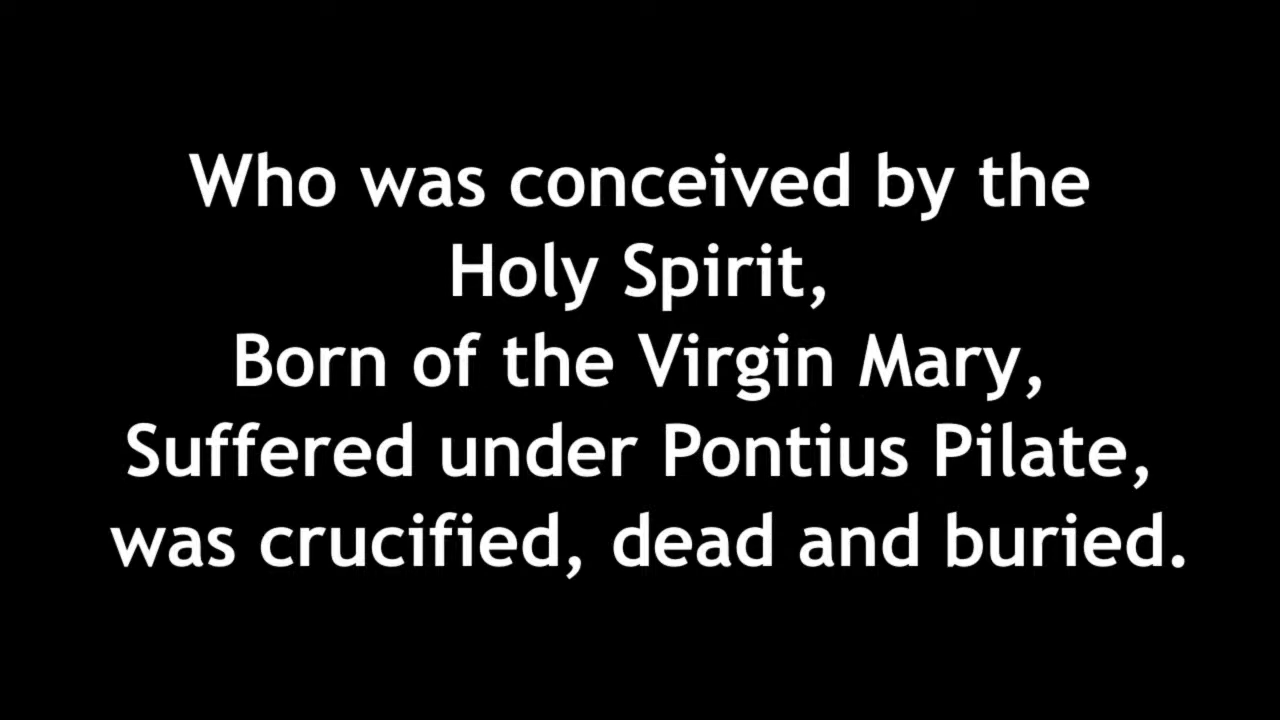 Who was conceived by the
Holy Spirit,
Born of the Virgin Mary,
Suffered under Pontius Pilate,
was crucified, dead and buried.